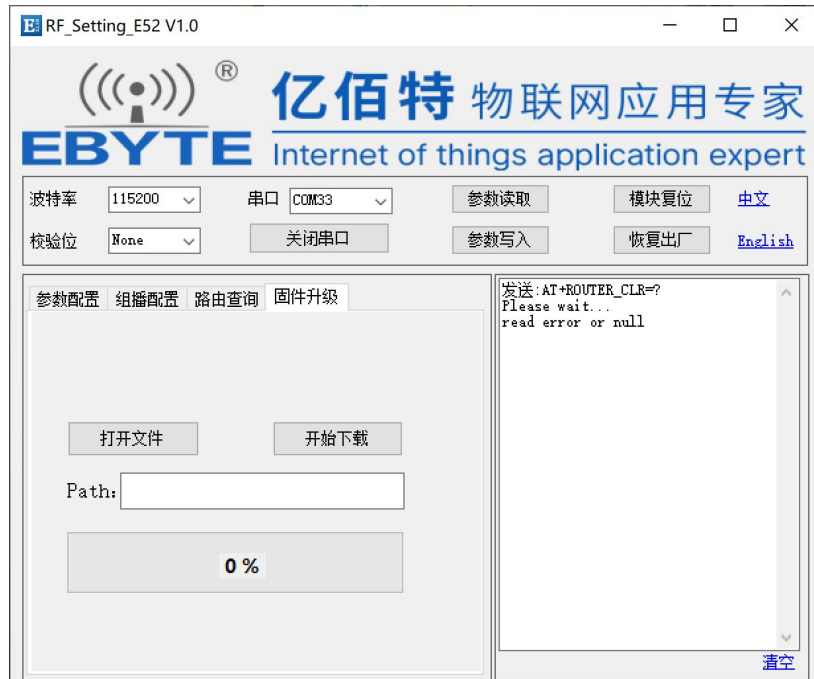 RF_Setting_E52 V1.0
®
EBYTE
亿佰特 物联网应用专家
Internet of things application expert
波特率 115200 串口 COM33 参数读取 模块复位 中文
校验位 None 关闭串口 参数写入 恢复出厂 English
参数配置 组播配置 路由查询 固件升级
发送:AT+ROUTER_CLR=?
Please wait...
read error or null
打开文件 开始下载
Path:
0 %
清空